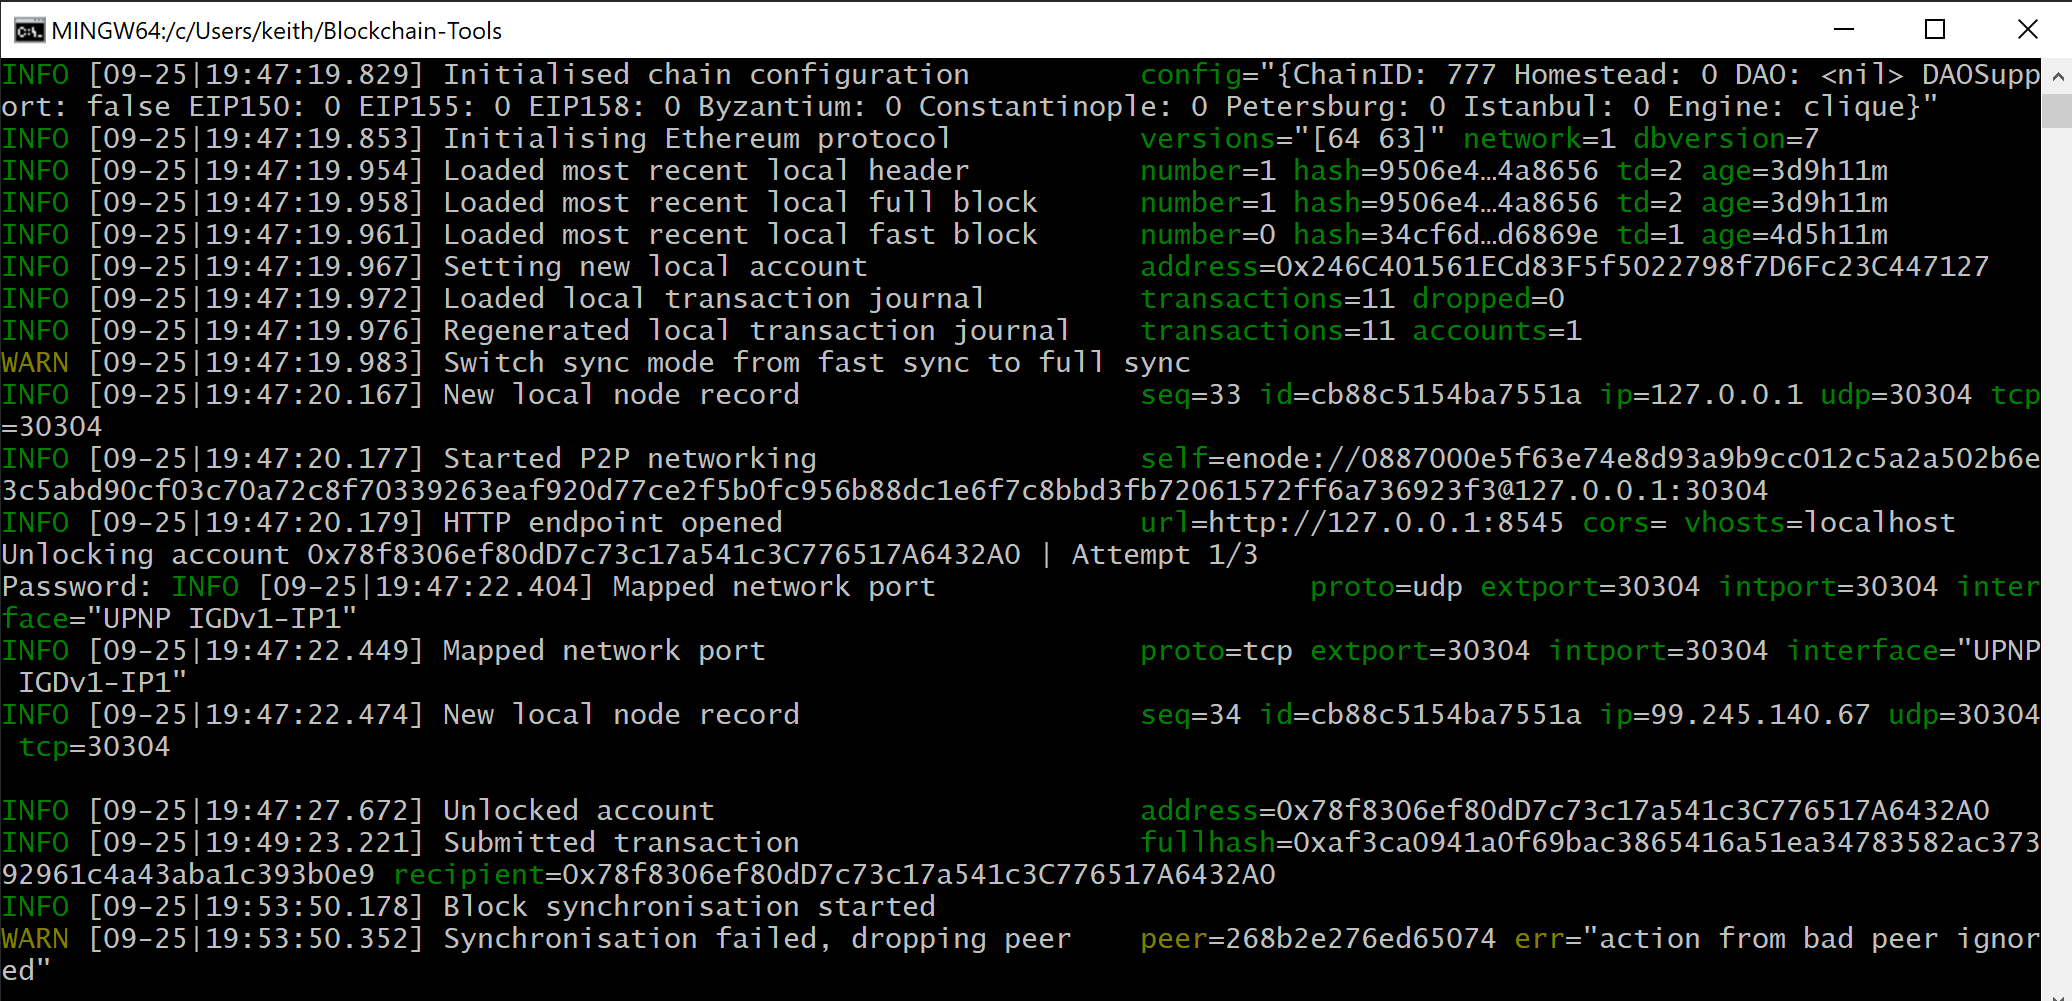 MINGW64:/c/Users/keith/Blockchain-Tools
INFO [09-25|19:47:19.829] Initialised chain configuration          config="{ChainID: 777 Homestead: 0 DAO: <nil> DAOSupp
ort: false EIP150: 0 EIP155: 0 EIP158: 0 Byzantium: 0 Constantinople: 0 Petersburg: 0 Istanbul: 0 Engine: clique}"
INFO [09-25|19:47:19.853] Initialising Ethereum protocol           versions="[64 63]" network=1 dbversion=7
INFO [09-25|19:47:19.954] Loaded most recent local header          number=1 hash=9506e4…4a8656 td=2 age=3d9h11m
INFO [09-25|19:47:19.958] Loaded most recent local full block      number=1 hash=9506e4…4a8656 td=2 age=3d9h11m
INFO [09-25|19:47:19.961] Loaded most recent local fast block      number=0 hash=34cf6d…d6869e td=1 age=4d5h11m
INFO [09-25|19:47:19.967] Setting new local account                address=0x246C401561ECd83F5f5022798f7D6Fc23C447127
INFO [09-25|19:47:19.972] Loaded local transaction journal         transactions=11 dropped=0
INFO [09-25|19:47:19.976] Regenerated local transaction journal    transactions=11 accounts=1
WARN [09-25|19:47:19.983] Switch sync mode from fast sync to full sync
INFO [09-25|19:47:20.167] New local node record                    seq=33 id=cb88c5154ba7551a ip=127.0.0.1 udp=30304 tcp
=30304
INFO [09-25|19:47:20.177] Started P2P networking                   self=enode://0887000e5f63e74e8d93a9b9cc012c5a2a502b6e
3c5abd90cf03c70a72c8f70339263eaf920d77ce2f5b0fc956b88dc1e6f7c8bbd3fb72061572ff6a736923f3@127.0.0.1:30304
INFO [09-25|19:47:20.179] HTTP endpoint opened                     url=http://127.0.0.1:8545 cors= vhosts=localhost
Unlocking account 0x78f8306ef80dD7c73c17a541c3C776517A6432A0 | Attempt 1/3
Password: INFO [09-25|19:47:22.404] Mapped network port                      proto=udp extport=30304 intport=30304 inter
face="UPNP IGDv1-IP1"
INFO [09-25|19:47:22.449] Mapped network port                      proto=tcp extport=30304 intport=30304 interface="UPNP
 IGDv1-IP1"
INFO [09-25|19:47:22.474] New local node record                    seq=34 id=cb88c5154ba7551a ip=99.245.140.67 udp=30304
 tcp=30304
INFO [09-25|19:47:27.672] Unlocked account                         address=0x78f8306ef80dD7c73c17a541c3C776517A6432A0
INFO [09-25|19:49:23.221] Submitted transaction                    fullhash=0xaf3ca0941a0f69bac3865416a51ea34783582ac373
92961c4a43aba1c393b0e9 recipient=0x78f8306ef80dD7c73c17a541c3C776517A6432A0
INFO [09-25|19:53:50.178] Block synchronisation started
WARN [09-25|19:53:50.352] Synchronisation failed, dropping peer    peer=268b2e276ed65074 err="action from bad peer ignor
ed"